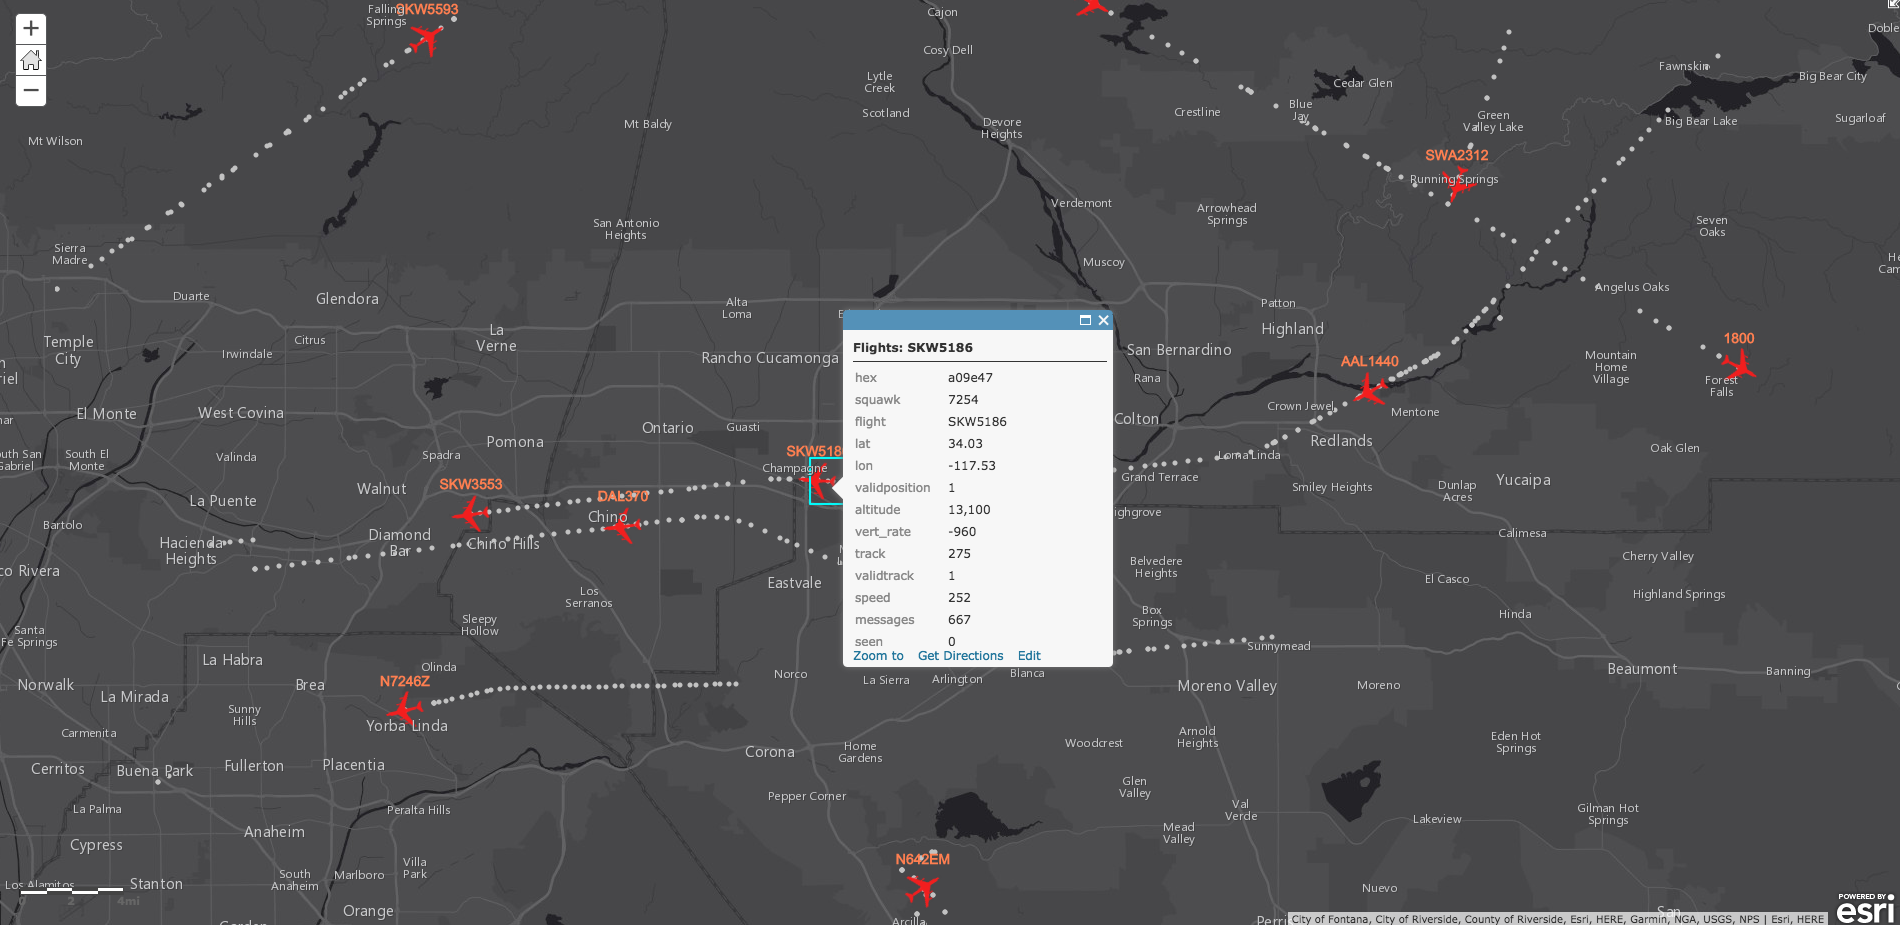 Falling
Springs
SKW5593
Cajon
Cosy Dell
Doble
Lytle
Creek
Scotland
Cedar Glen
Fawnskin
Big Bear City
Crestline
Blue
Jay
Green
Valley Lake
Big Bear Lake
Sugarloaf
Mt Wilson
Mt Baldy
Devore
Heights
SWA2312
Running Springs
Verdemont
Arrowhead
Springs
San Antonio
Heights
Seven
Oaks
Sierra
Madre
Muscoy
Angelus Oaks
Duarte
Glendora
Alta
Loma
Patton
Highland
Temple
City
Irwindale
Citrus
La
Verne
Rancho Cucamonga
San Bernardino
AAL1440
1800
Mountain
Home
Village
Forest
Falls
Rana
El Monte
West Covina
Ontario
Guasti
Colton
Crown Jewel
Mentone
Pomona
Redlands
Oak Glen
South El
Monte
Valinda
Spadra
SKW518
Champagne
Loma Linda
Grand Terrace
Smiley Heights
Dunlap
Acres
Yucaipa
Walnut
SKW3553
DAL370
La Puente
Chino
Bartolo
Diamond
Bar
Chino Hills
Hacienda
Heights
Calimesa
Cherry Valley
Belvedere
Heights
El Casco
Highland Springs
Eastvale
Los
Serranos
Sleepy
Hollow
Box
Springs
Hinda
Santa
Fe Springs
Sunnymead
La Habra
Olinda
Beaumont
Banning
Norwalk
La Mirada
Brea
N7246Z
Norco
La Sierra
Arlington
Blanca
Moreno Valley
Moreno
Sunny
Hills
Yorba Linda
Carmenita
Corona
Home
Gardens
Woodcrest
Arnold
Heights
Eden Hot
Springs
Cerritos
Buena Park
Fullerton
Placentia
Glen
Valley
Pepper Corner
La Palma
Peralta Hills
Val
Verde
Gilman Hot
Springs
Anaheim
Mead
Valley
Lakeview
Cypress
Villa
Park
N642EM
Los Alamitos
Stanton
South
Anaheim
Marlboro
Nuevo
Orange
Arcilla
San
2
4mi
Flights: SKW5186
hex a09e47
squawk 7254
flight SKW5186
lat 34.03
lon -117.53
validposition 1
altitude 13,100
vert_rate -960
track 275
validtrack 1
speed 252
messages 667
seen 0
Zoom to Get Directions Edit
City of Fontana, City of Riverside, County of Riverside, Esri, HERE, Garmin, NGA, USGS, NPS | Esri, HERE
POWERED BY
esri